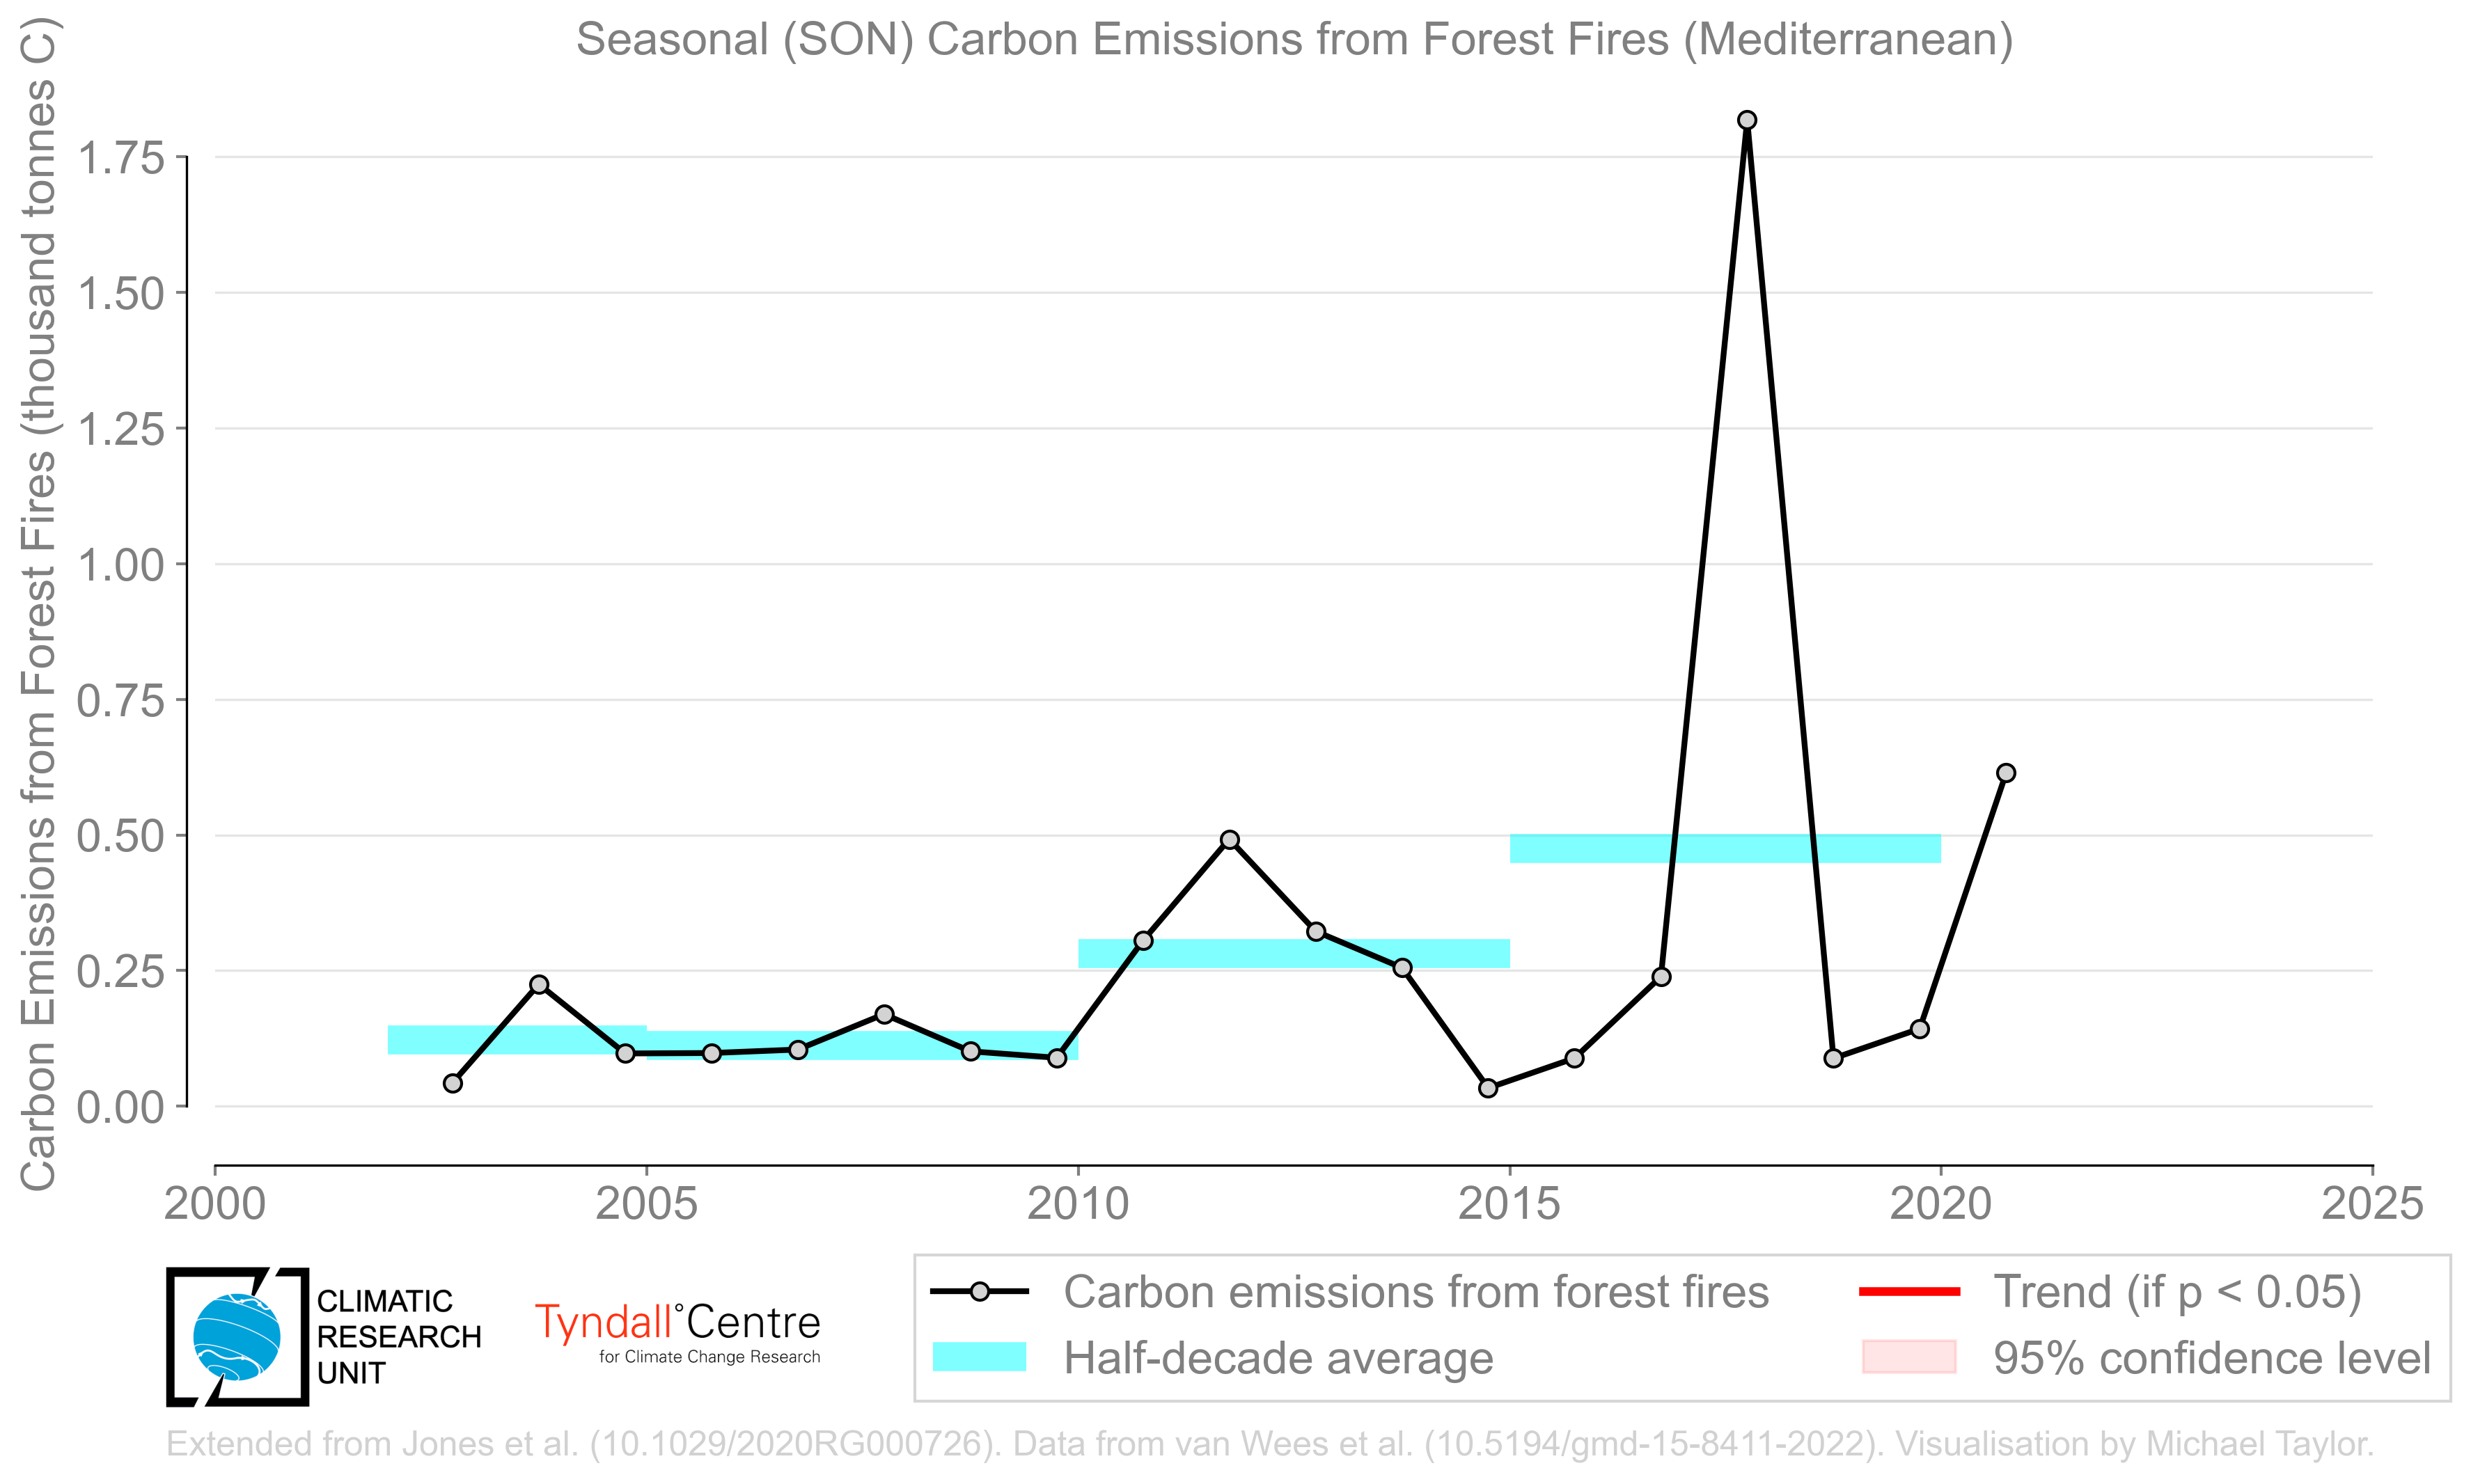 Seasonal (SON) Carbon Emissions from Forest Fires (Mediterranean)
Carbon Emissions from Forest Fires (thousand tonnes C)
1.75
1.50
1.25
1.00
0.75
0.50
0.25
0.00
2000 2005 2010 2015 2020 2025
CLIMATIC
RESEARCH
UNIT
Tyndall°Centre
for Climate Change Research
Carbon emissions from forest fires
Half-decade average
Trend (if p < 0.05)
95% confidence level
Extended from Jones et al. (10.1029/2020RG000726). Data from van Wees et al. (10.5194/gmd-15-8411-2022). Visualisation by Michael Taylor.